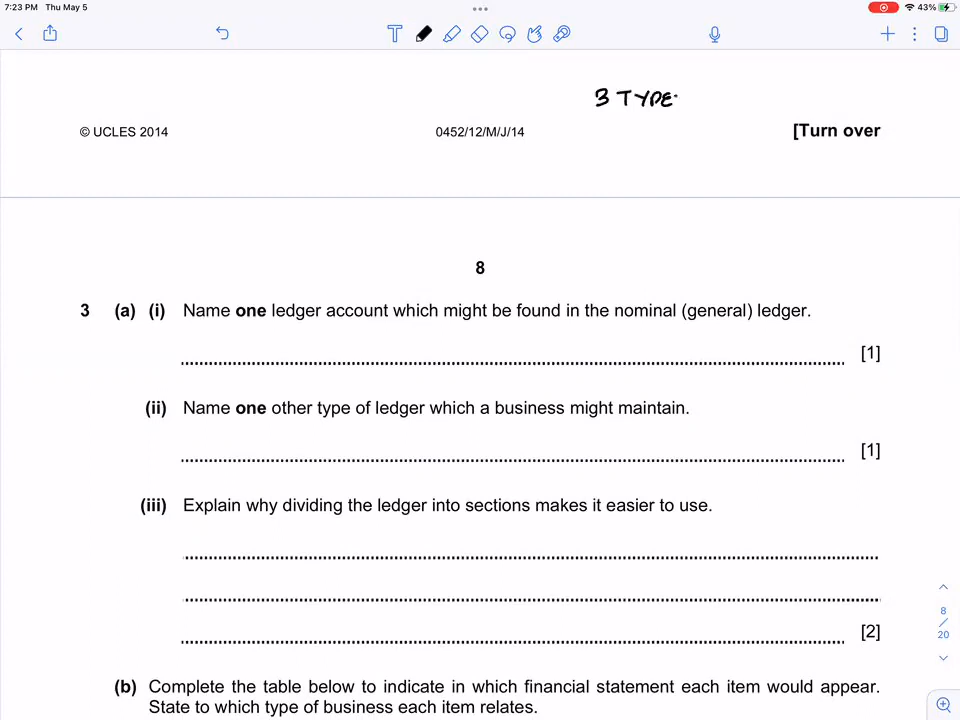 7:23 PM Thu May 5
43%
3 TYPE
© UCLES 2014
0452/12/M/J/14
[Turn over
8
3 (a) (i) Name one ledger account which might be found in the nominal (general) ledger.
[1]
(ii) Name one other type of ledger which a business might maintain.
[1]
(iii) Explain why dividing the ledger into sections makes it easier to use.
[2]
(b) Complete the table below to indicate in which financial statement each item would appear.
State to which type of business each item relates.
8
/
20